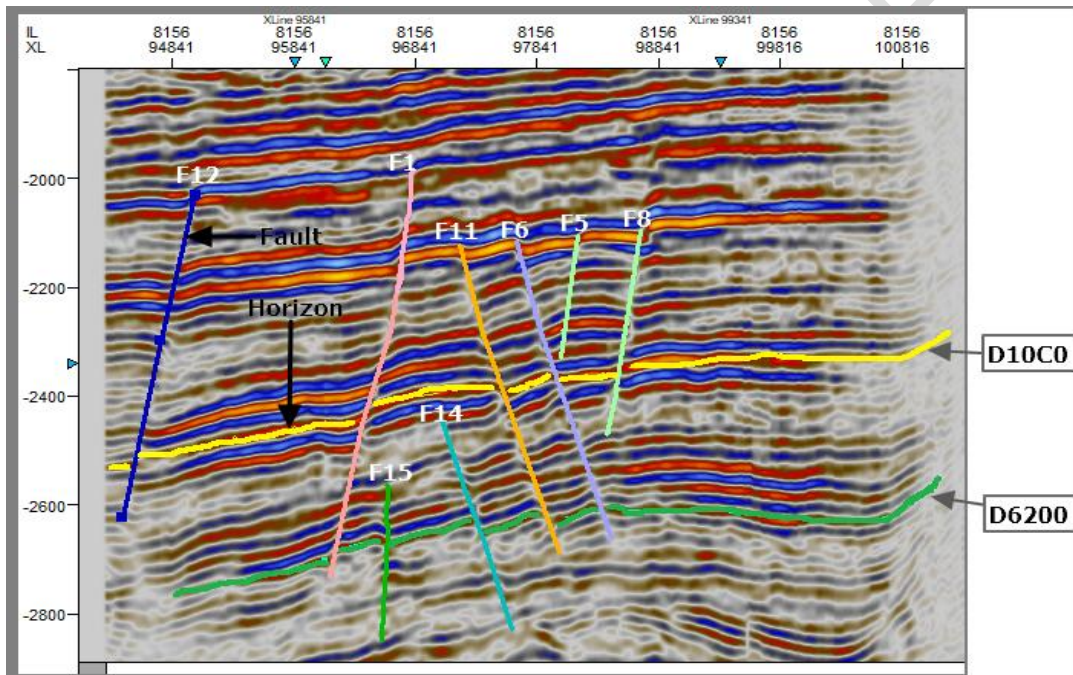 XLine 95841 XLine 99341
IL 8156 8156 8156 8156 8156 8156 8156
XL 94841 95841 96841 97841 98841 99816 100816
-2000
F12 F1
F11 F6 F5 F8
Fault
-2200
Horizon
D10C0
-2400
F14
F15
D6200
-2600
-2800